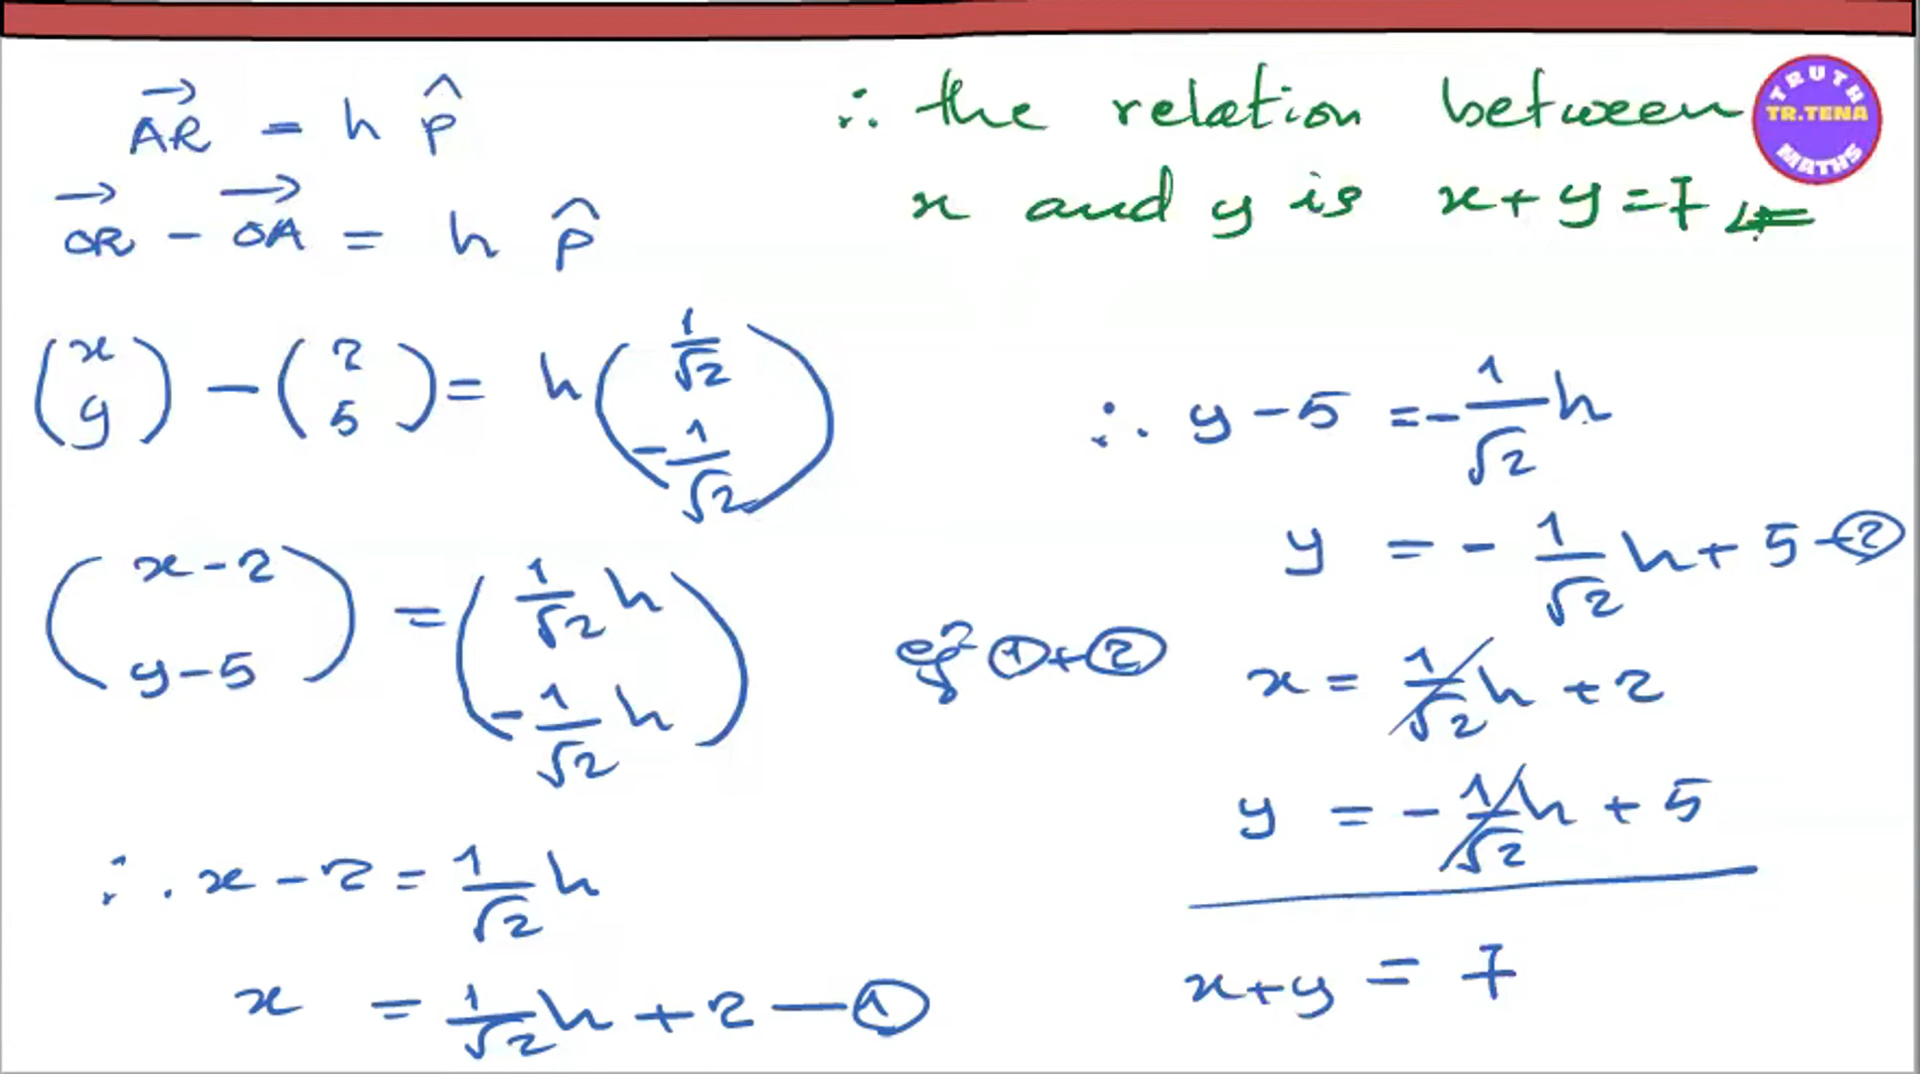 →AR = h p̂
→OR − →OA = h p̂
(x y) − (2 5) = h (1/√2 −1/√2)
(x−2 y−5) = (1/√2 h −1/√2 h)
∴ x − 2 = 1/√2 h
x = 1/√2 h + 2 — ①
∴ the relation between
x and y is x + y = 7
TRUTH
TR.TENA
MATHS
∴ y − 5 = −1/√2 h
y = −1/√2 h + 5 — ②
eqⁿ ① + ② x = 1/√2 h + 2
y = −1/√2 h + 5
x + y = 7